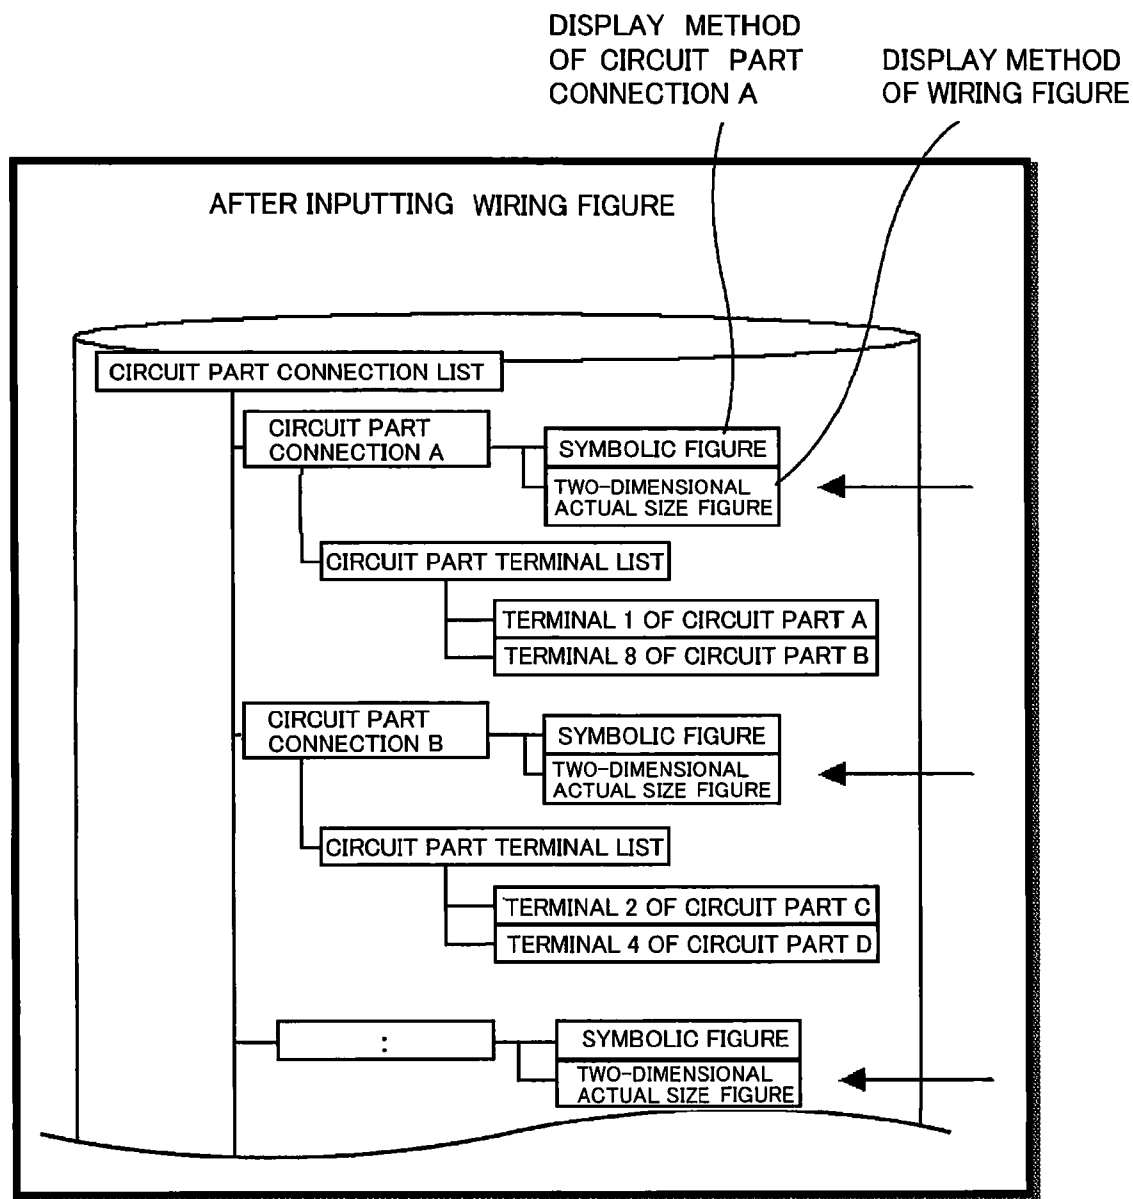 DISPLAY METHOD
OF CIRCUIT PART
CONNECTION A
DISPLAY METHOD
OF WIRING FIGURE
AFTER INPUTTING WIRING FIGURE
CIRCUIT PART CONNECTION LIST
CIRCUIT PART
CONNECTION A
SYMBOLIC FIGURE
TWO-DIMENSIONAL
ACTUAL SIZE FIGURE
CIRCUIT PART TERMINAL LIST
TERMINAL 1 OF CIRCUIT PART A
TERMINAL 8 OF CIRCUIT PART B
CIRCUIT PART
CONNECTION B
SYMBOLIC FIGURE
TWO-DIMENSIONAL
ACTUAL SIZE FIGURE
CIRCUIT PART TERMINAL LIST
TERMINAL 2 OF CIRCUIT PART C
TERMINAL 4 OF CIRCUIT PART D
:
SYMBOLIC FIGURE
TWO-DIMENSIONAL
ACTUAL SIZE FIGURE